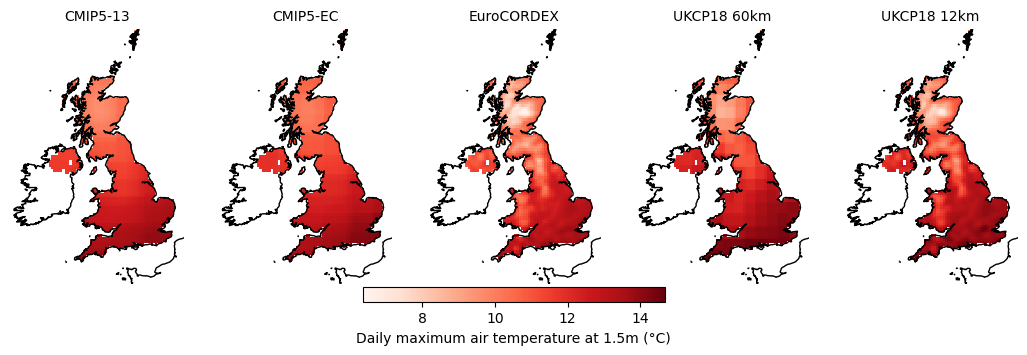 CMIP5-13 CMIP5-EC EuroCORDEX UKCP18 60km UKCP18 12km
8 10 12 14
Daily maximum air temperature at 1.5m (°C)